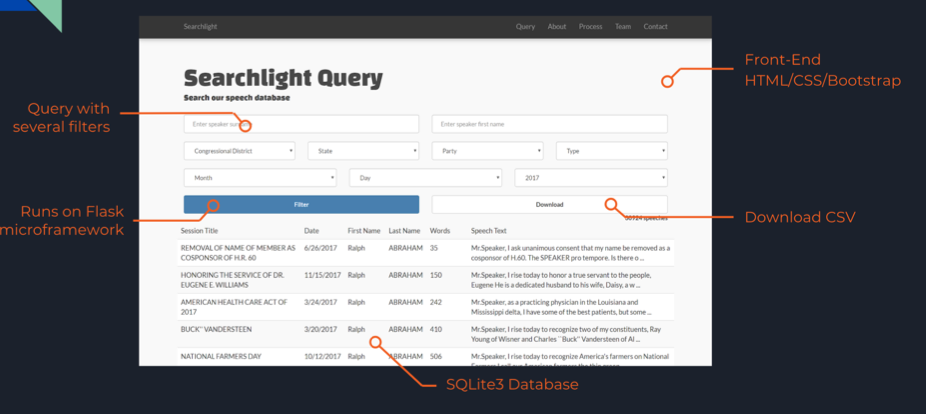 Searchlight
Query About Process Team Contact
Front-End
HTML/CSS/Bootstrap
Searchlight Query
Search our speech database
Query with
several filters
Enter speaker
Enter speaker first name
Congressional District
State
Party
Type
Month
Day
2017
Filter
Download
Runs on Flask
microframework
Download CSV
speeches
Session Title Date First Name Last Name Words Speech Text
REMOVAL OF NAME OF MEMBER AS 6/26/2017 Ralph ABRAHAM 35 Mr.Speaker, I ask unanimous consent that my name be removed as a
COSPONSOR OF H.R. 60 cosponsor of H.60. The SPEAKER pro tempore. Is there o ...
HONORING THE SERVICE OF DR. 11/15/2017 Ralph ABRAHAM 150 Mr.Speaker, I rise today to honor a true servant to the people,
EUGENE E. WILLIAMS Eugene He is a dedicated husband to his wife, Daisy, a w ...
AMERICAN HEALTH CARE ACT OF 3/24/2017 Ralph ABRAHAM 242 Mr.Speaker, as a practicing physician in the Louisiana and
2017 Mississippi delta, I have some of the best patients, but some ...
BUCK'' VANDERSTEEN 3/20/2017 Ralph ABRAHAM 410 Mr.Speaker, I rise today to recognize two of my constituents, Ray
Young of Wisner and Charles ``Buck'' Vandersteen of Al ...
NATIONAL FARMERS DAY 10/12/2017 Ralph ABRAHAM 506 Mr.Speaker, I rise today to recognize America's farmers on National
SQLite3 Database